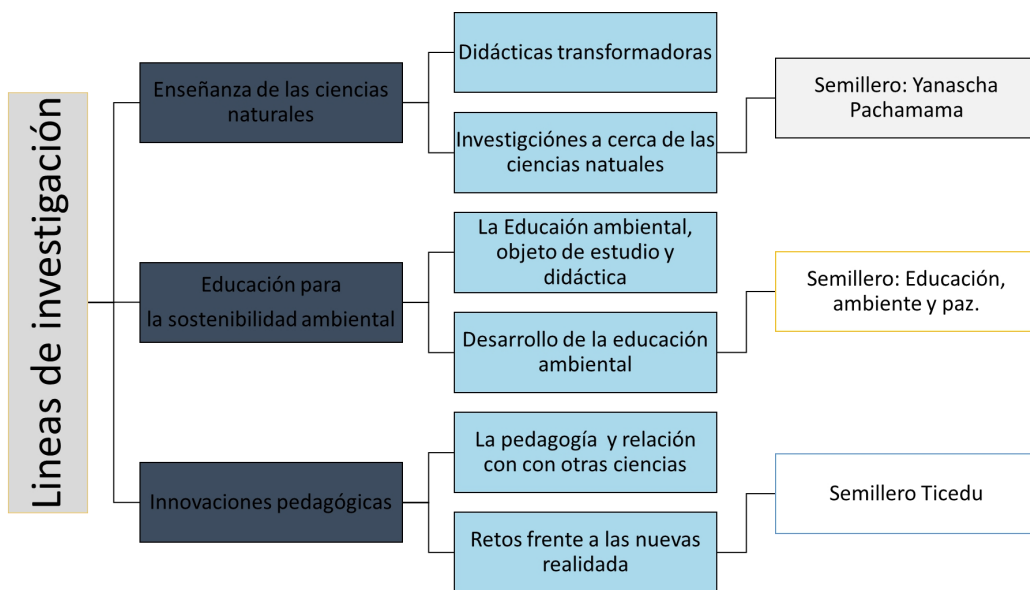 Lineas de investigación
Enseñanza de las ciencias
naturales
Didácticas transformadoras
Investigciónes a cerca de las
ciencias natuales
Semillero: Yanascha
Pachamama
Educación para
la sostenibilidad ambiental
La Educaión ambiental,
objeto de estudio y
didáctica
Desarrollo de la educación
ambiental
Semillero: Educación,
ambiente y paz.
Innovaciones pedagógicas
La pedagogía y relación
con con otras ciencias
Retos frente a las nuevas
realidada
Semillero Ticedu